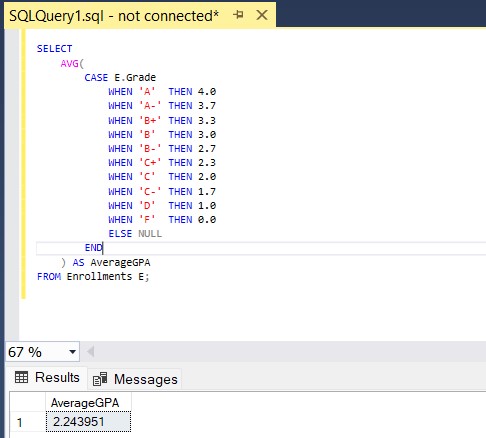 SQLQuery1.sql - not connected*
SELECT
AVG(
CASE E.Grade
WHEN 'A' THEN 4.0
WHEN 'A-' THEN 3.7
WHEN 'B+' THEN 3.3
WHEN 'B' THEN 3.0
WHEN 'B-' THEN 2.7
WHEN 'C+' THEN 2.3
WHEN 'C' THEN 2.0
WHEN 'C-' THEN 1.7
WHEN 'D' THEN 1.0
WHEN 'F' THEN 0.0
ELSE NULL
END
) AS AverageGPA
FROM Enrollments E;
67 %
Results Messages
AverageGPA
1 2.243951